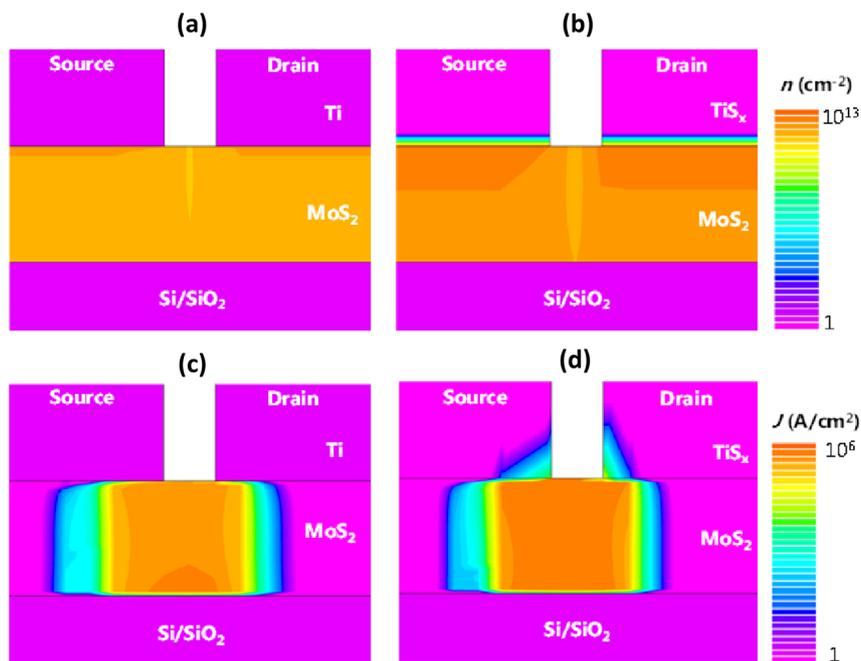 (a)
(b)
Source
Drain
Ti
MoS₂
Si/SiO₂
Source
Drain
TiSₓ
MoS₂
Si/SiO₂
n (cm⁻²)
10¹³
1
(c)
(d)
Source
Drain
Ti
MoS₂
Si/SiO₂
Source
Drain
TiSₓ
MoS₂
Si/SiO₂
J (A/cm²)
10⁶
1